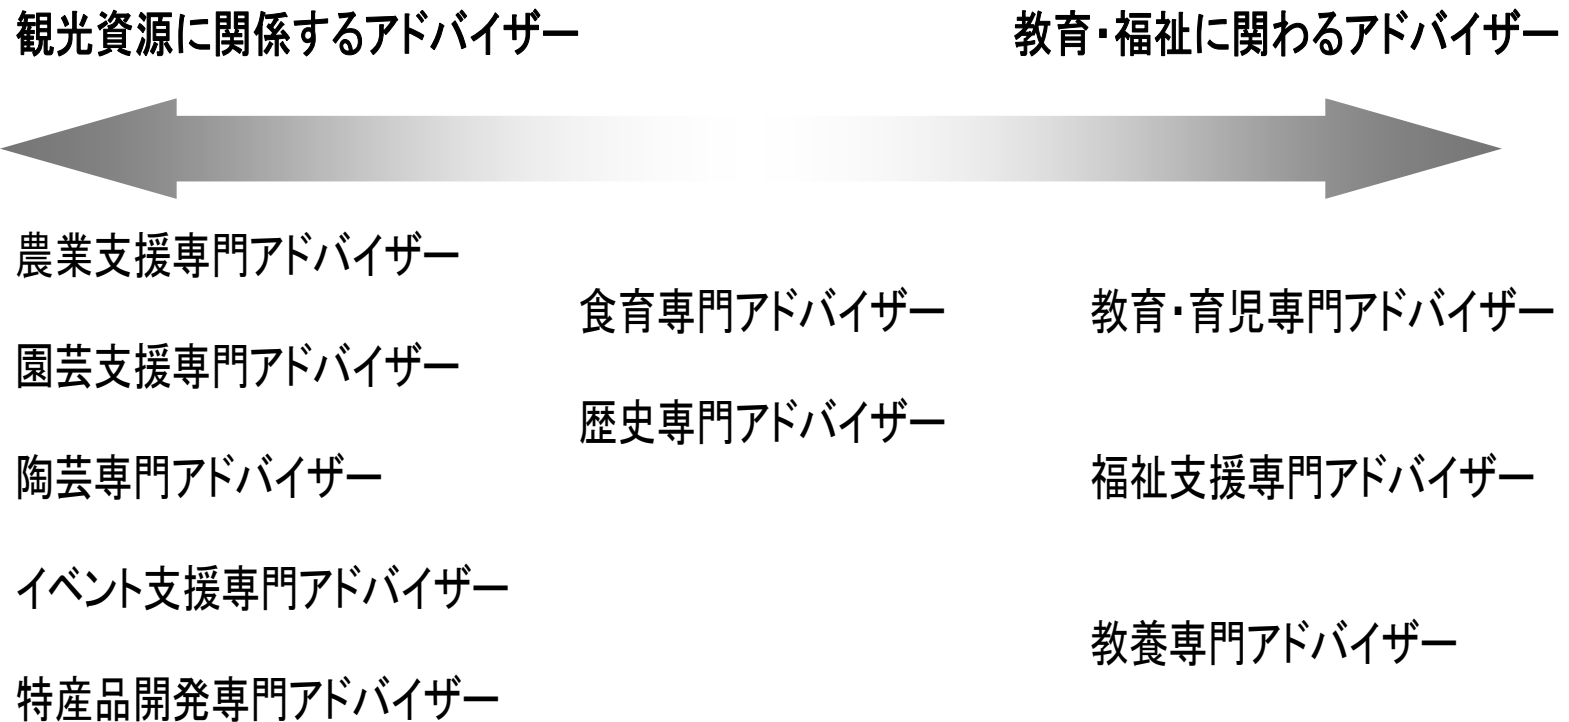 観光資源に関係するアドバイザー
教育・福祉に関わるアドバイザー
農業支援専門アドバイザー
園芸支援専門アドバイザー
陶芸専門アドバイザー
イベント支援専門アドバイザー
特産品開発専門アドバイザー
食育専門アドバイザー
歴史専門アドバイザー
教育・育児専門アドバイザー
福祉支援専門アドバイザー
教養専門アドバイザー